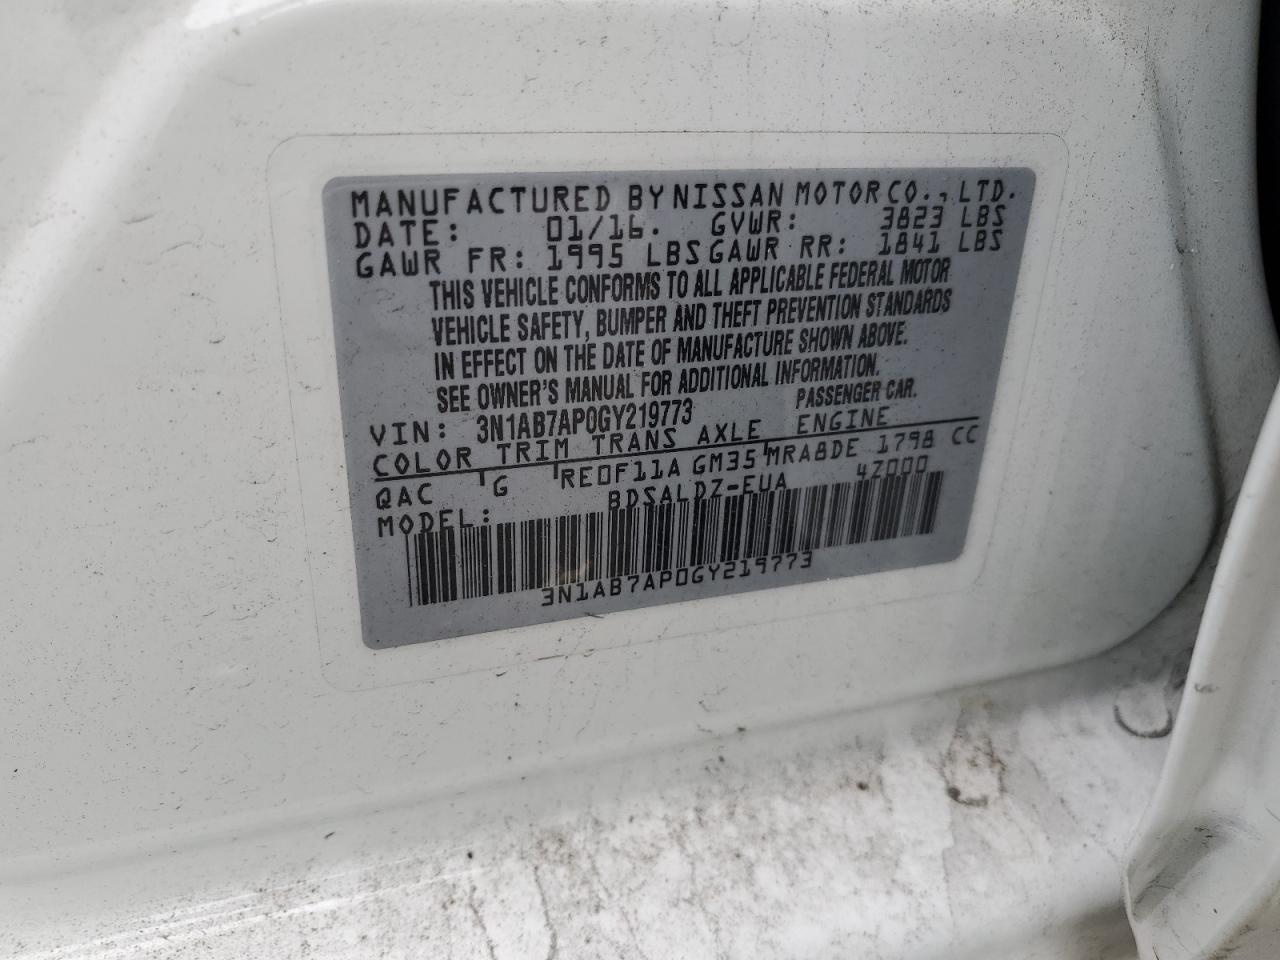 MANUFACTURED BY NISSAN MOTOR CO., LTD.
DATE: 01/16. GVWR: 3823 LBS
GAWR FR: 1995 LBS GAWR RR: 1841 LBS
THIS VEHICLE CONFORMS TO ALL APPLICABLE FEDERAL MOTOR
VEHICLE SAFETY, BUMPER AND THEFT PREVENTION STANDARDS
IN EFFECT ON THE DATE OF MANUFACTURE SHOWN ABOVE.
SEE OWNER'S MANUAL FOR ADDITIONAL INFORMATION.
VIN: 3N1AB7AP0GY219773 PASSENGER CAR.
COLOR TRIM TRANS AXLE ENGINE
QAC G RE0F11A GM35 MRA8DE 1798 CC
MODEL: BDSALDZ-EUA 4Z000
3N1AB7AP0GY219773